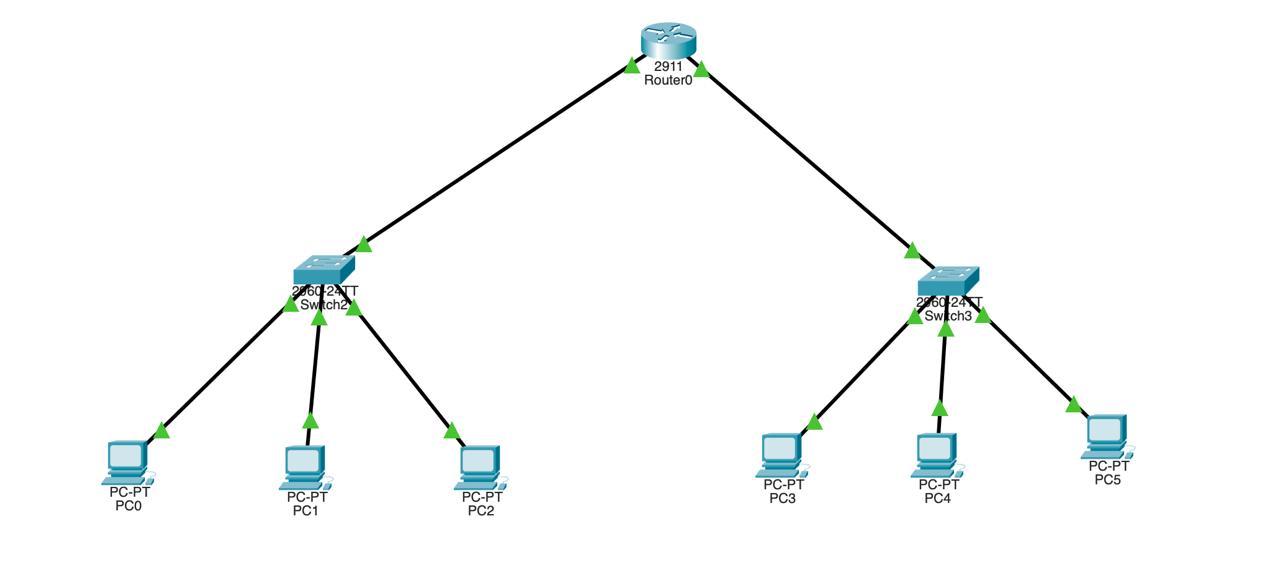 2911
Router0
2960-24TT
Switch2
2960-24TT
Switch3
PC-PT
PC0
PC-PT
PC1
PC-PT
PC2
PC-PT
PC3
PC-PT
PC4
PC-PT
PC5